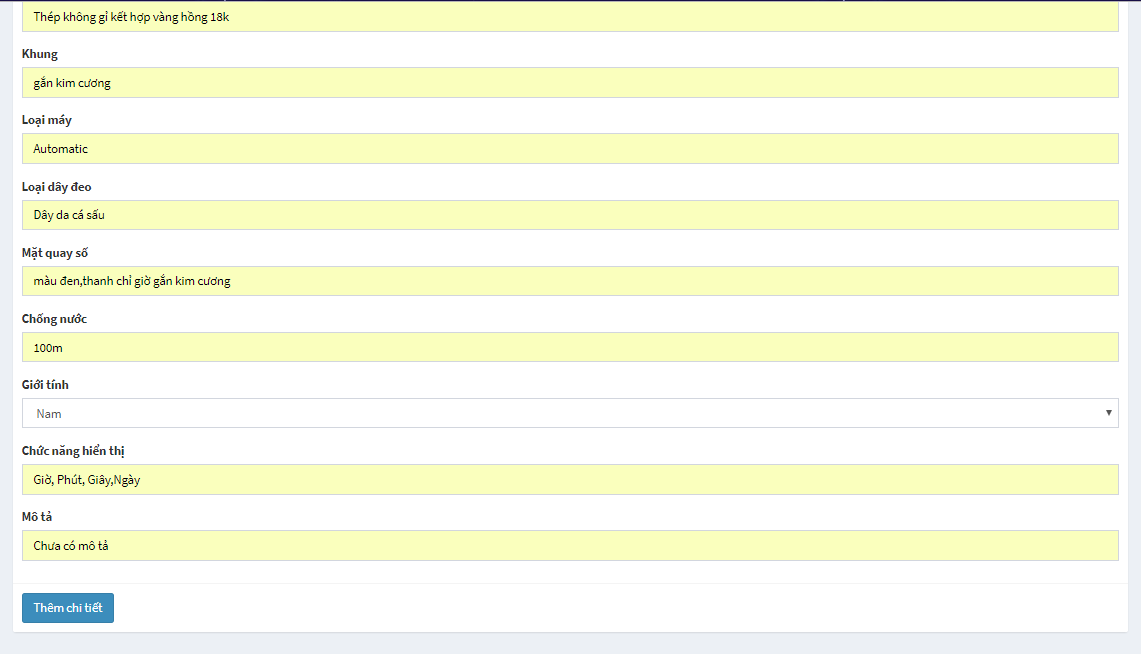 Thép không gỉ kết hợp vàng hồng 18k
Khung
gắn kim cương
Loại máy
Automatic
Loại dây đeo
Dây da cá sấu
Mặt quay số
màu đen,thanh chỉ giờ gắn kim cương
Chống nước
100m
Giới tính
Nam
Chức năng hiển thị
Giờ, Phút, Giây,Ngày
Mô tả
Chưa có mô tả
Thêm chi tiết